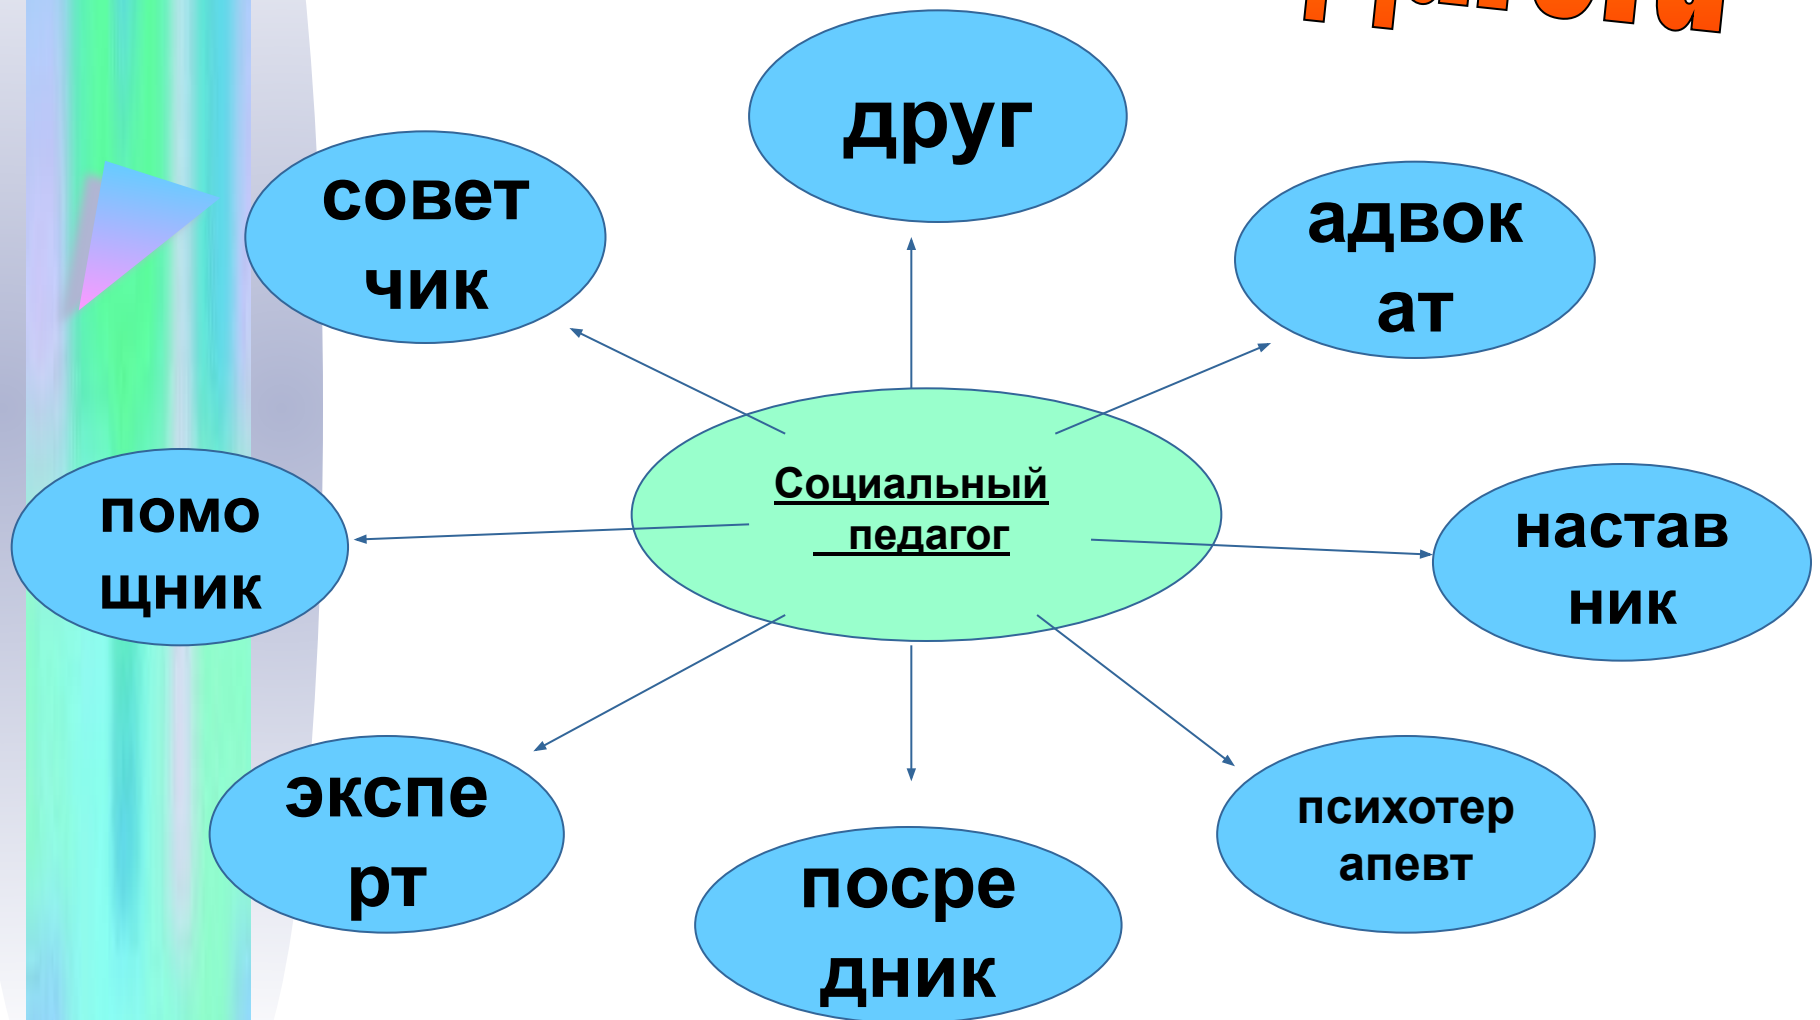 друг
совет
чик
адвок
ат
Социальный
педагог
помо
щник
настав
ник
экспе
рт
психотер
апевт
посре
дник